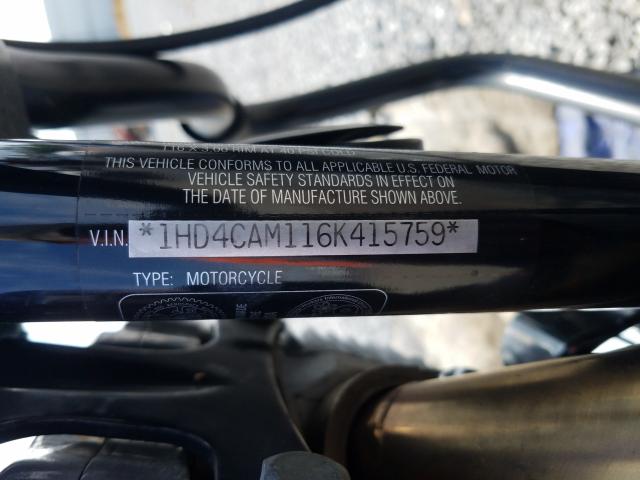 THIS VEHICLE CONFORMS TO ALL APPLICABLE U.S. FEDERAL MOTOR
VEHICLE SAFETY STANDARDS IN EFFECT ON
THE DATE OF MANUFACTURE SHOWN ABOVE.
V.I.N. *1HD4CAM116K415759*
TYPE: MOTORCYCLE